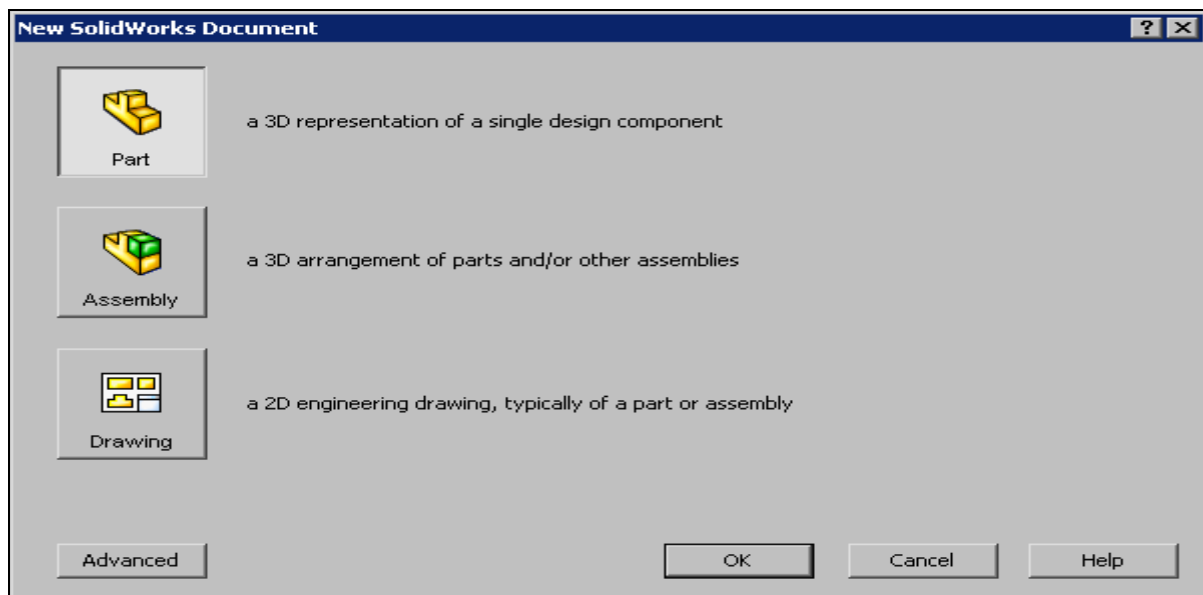 New SolidWorks Document
Part
a 3D representation of a single design component
Assembly
a 3D arrangement of parts and/or other assemblies
Drawing
a 2D engineering drawing, typically of a part or assembly
Advanced OK Cancel Help